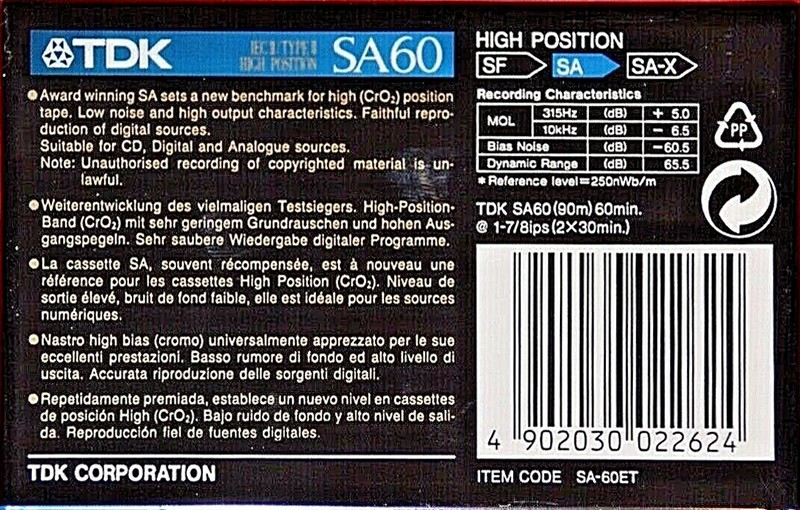 TDK
IEC II / TYPE II
HIGH POSITION
SA60
Award winning SA sets a new benchmark for high (CrO₂) position
tape. Low noise and high output characteristics. Faithful repro-
duction of digital sources.
Suitable for CD, Digital and Analogue sources.
Note: Unauthorised recording of copyrighted material is un-
lawful.
Weiterentwicklung des vielmaligen Testsiegers. High-Position-
Band (CrO₂) mit sehr geringem Grundrauschen und hohen Aus-
gangspegeln. Sehr saubere Wiedergabe digitaler Programme.
La cassette SA, souvent récompensée, est à nouveau une
référence pour les cassettes High Position (CrO₂). Niveau de
sortie élevé, bruit de fond faible, elle est idéale pour les sources
numériques.
Nastro high bias (cromo) universalmente apprezzato per le sue
eccellenti prestazioni. Basso rumore di fondo ed alto livello di
uscita. Accurata riproduzione delle sorgenti digitali.
Repetidamente premiada, establece un nuevo nivel en cassettes
de posición High (CrO₂). Bajo ruido de fondo y alto nivel de sali-
da. Reproducción fiel de fuentes digitales.
TDK CORPORATION
HIGH POSITION
SF SA SA-X
Recording Characteristics
MOL 315Hz (dB) + 5.0
10kHz (dB) − 6.5
Bias Noise (dB) −60.5
Dynamic Range (dB) 65.5
* Reference level=250nWb/m
PP
TDK SA60(90m) 60min.
@ 1-7/8ips (2×30min.)
4 902030 022624
ITEM CODE SA-60ET